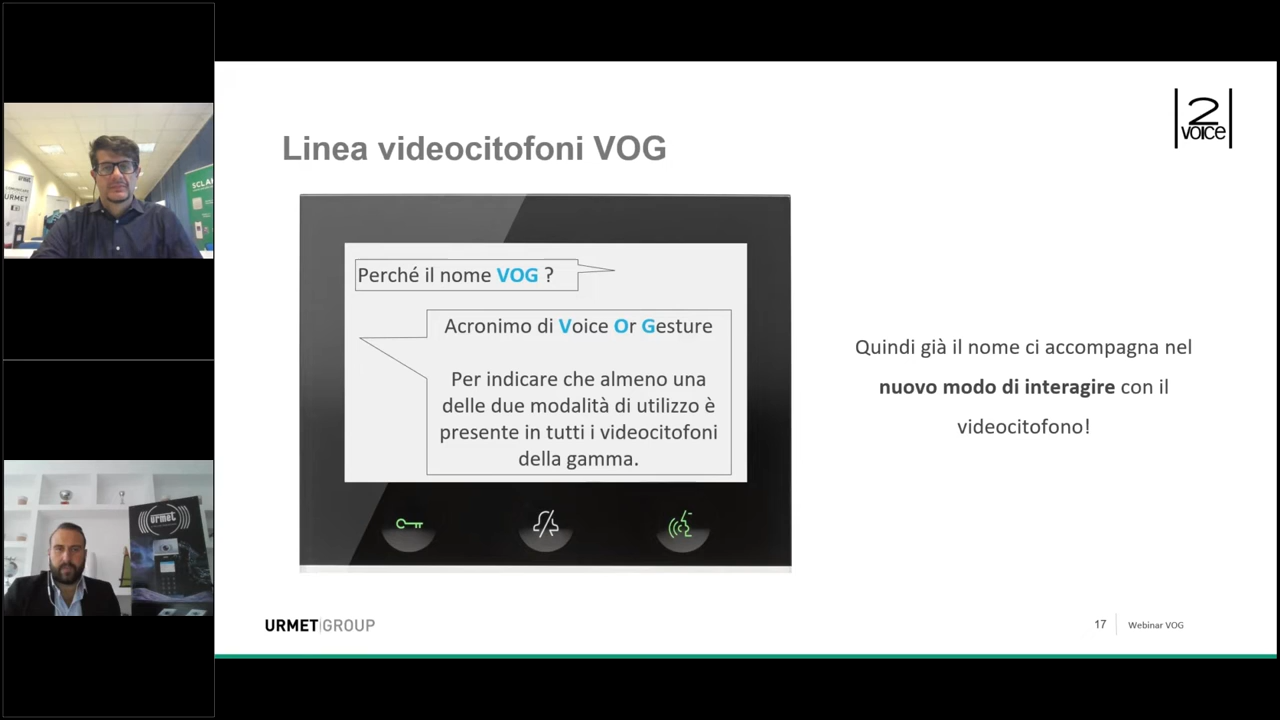 Linea videocitofoni VOG
2
VOICE
Perché il nome VOG ?
Acronimo di Voice Or Gesture
Per indicare che almeno una
delle due modalità di utilizzo è
presente in tutti i videocitofoni
della gamma.
Quindi già il nome ci accompagna nel
nuovo modo di interagire con il
videocitofono!
URMET GROUP
17
Webinar VOG
URMET
urmet